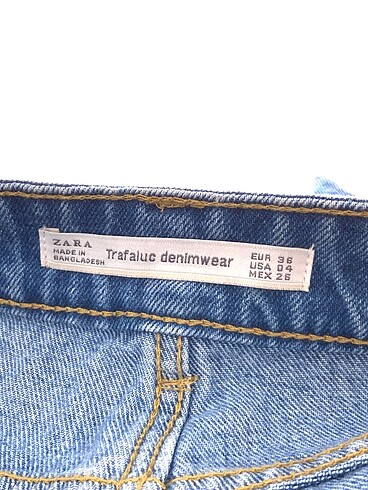 ZARA
MADE IN
BANGLADESH
Trafaluc denimwear
EUR 36
USA 04
MEX 26